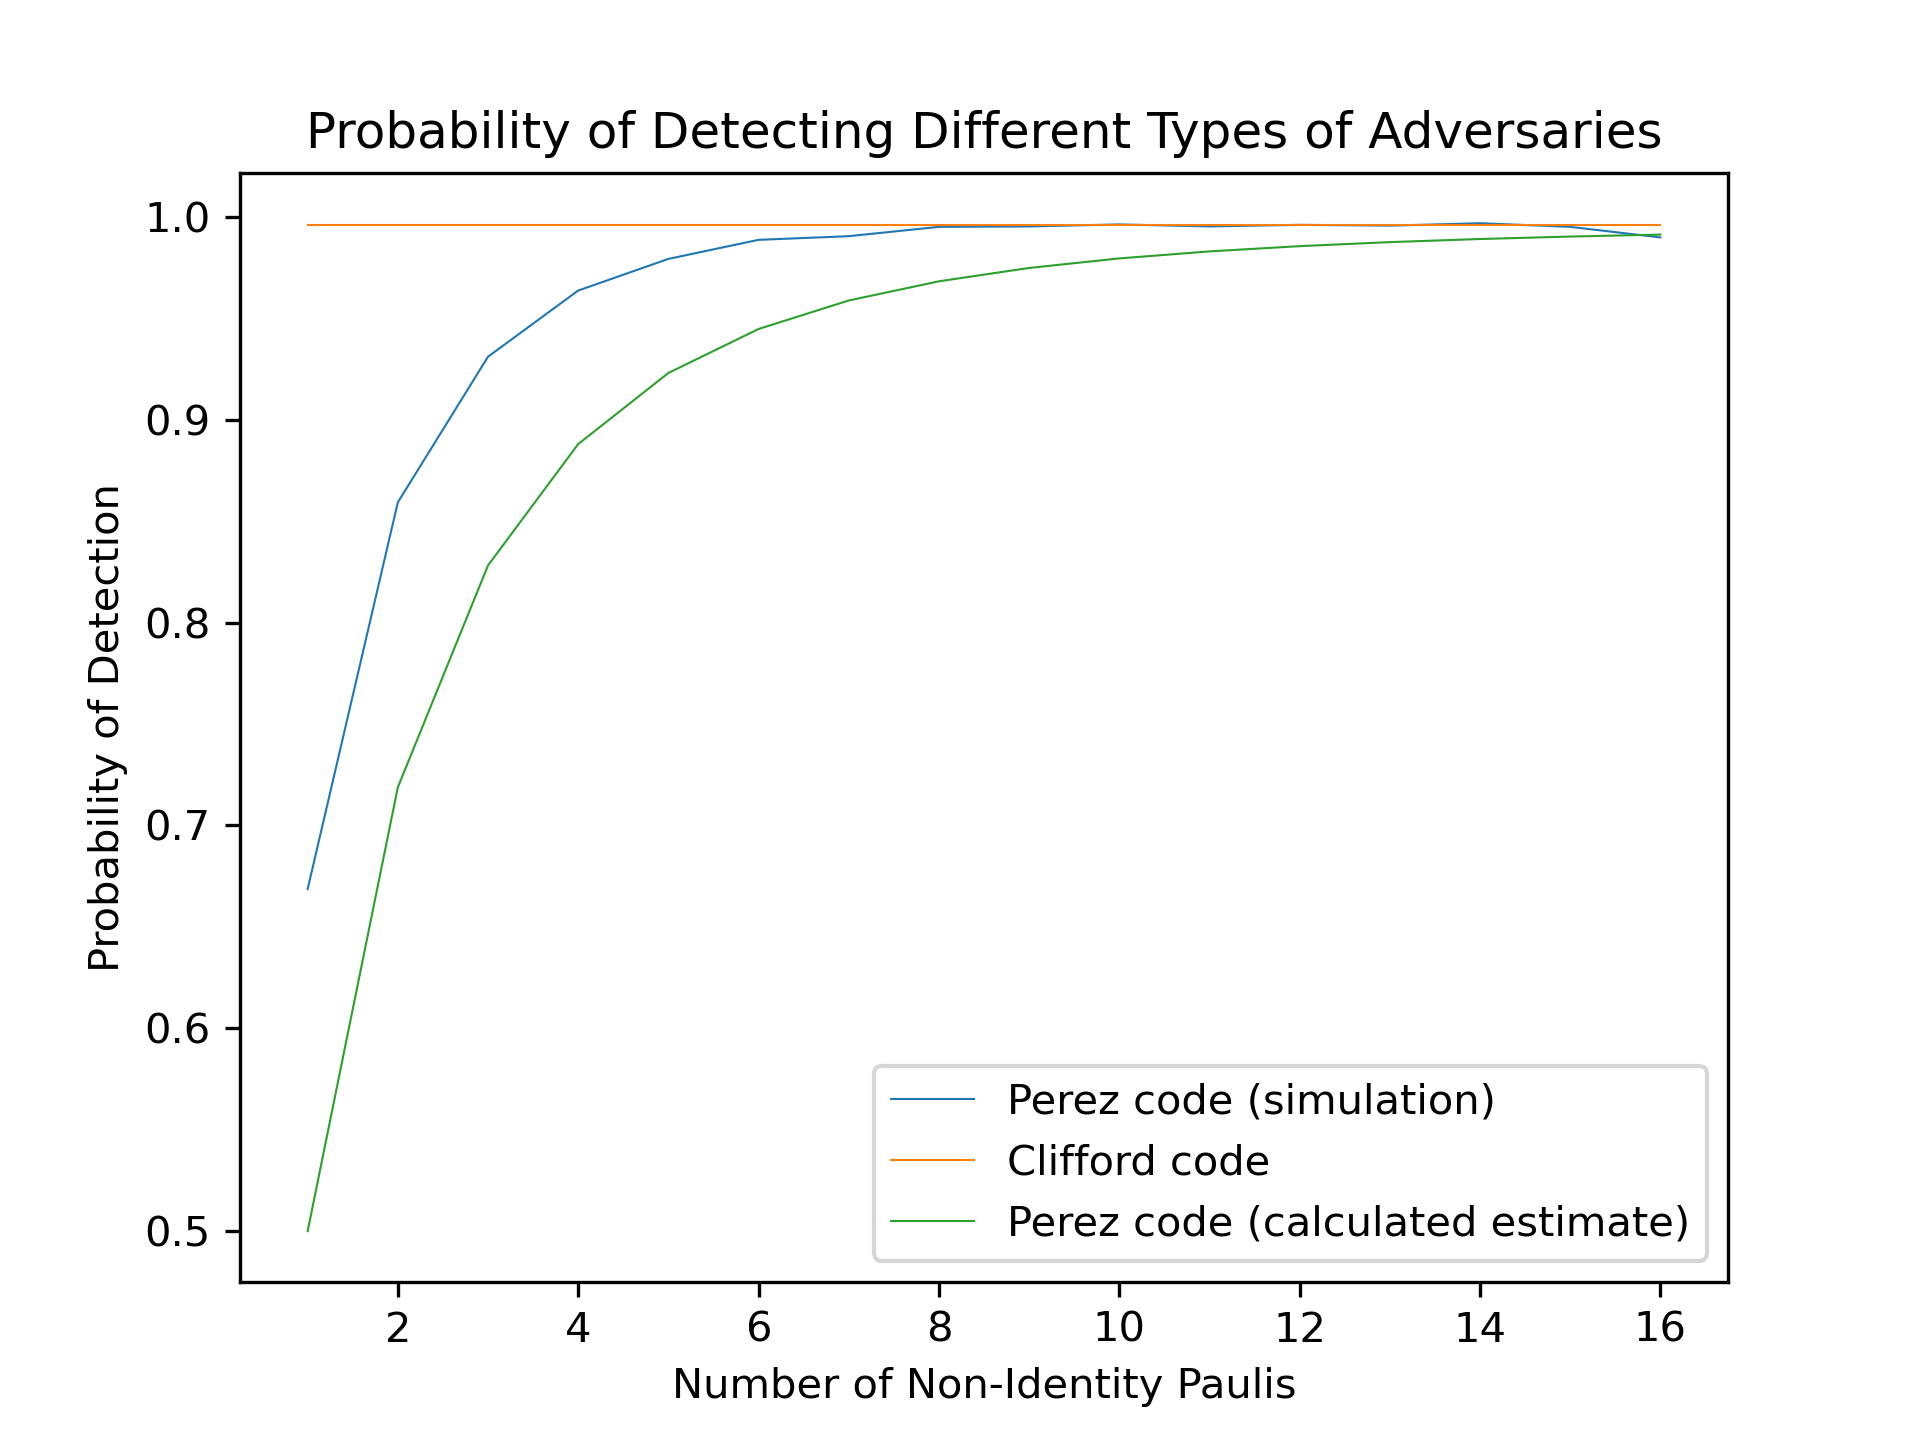 Probability of Detecting Different Types of Adversaries
1.0
0.9
0.8
0.7
0.6
0.5
Probability of Detection
Perez code (simulation)
Clifford code
Perez code (calculated estimate)
2 4 6 8 10 12 14 16
Number of Non-Identity Paulis